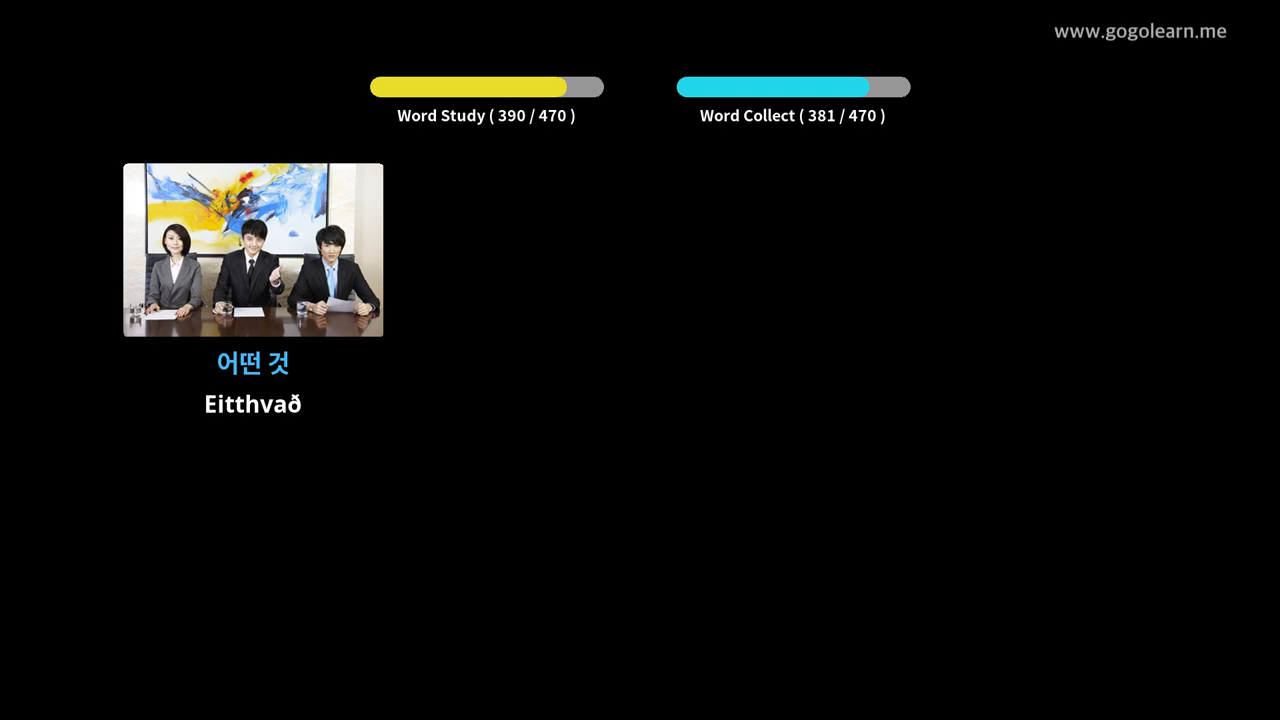 www.gogolearn.me
Word Study ( 390 / 470 )
Word Collect ( 381 / 470 )
어떤 것
Eitthvað